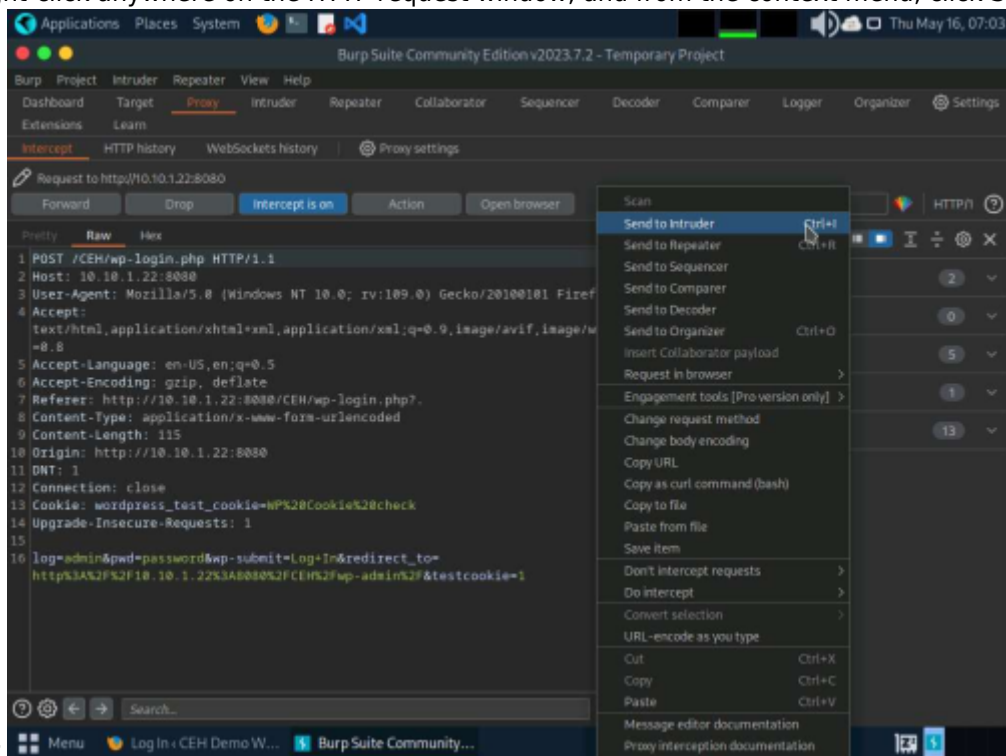 click anywhere on the HTTP request window, and from the context menu, click
Applications Places System Thu May 16, 07:03
Burp Suite Community Edition v2023.7.2 - Temporary Project
Burp Project Intruder Repeater View Help
Dashboard Target Proxy Intruder Repeater Collaborator Sequencer Decoder Comparer Logger Organizer Settings
Extensions Learn
Intercept HTTP history WebSockets history Proxy settings
Request to http://10.10.1.22:8080
Forward Drop Intercept is on Action Open browser HTTP/1
Pretty Raw Hex
1 POST /CEH/wp-login.php HTTP/1.1
2 Host: 10.10.1.22:8080
3 User-Agent: Mozilla/5.0 (Windows NT 10.0; rv:109.0) Gecko/20100101 Firef
4 Accept:
text/html,application/xhtml+xml,application/xml;q=0.9,image/avif,image/w
=0.8
5 Accept-Language: en-US,en;q=0.5
6 Accept-Encoding: gzip, deflate
7 Referer: http://10.10.1.22:8080/CEH/wp-login.php?.
8 Content-Type: application/x-www-form-urlencoded
9 Content-Length: 115
10 Origin: http://10.10.1.22:8080
11 DNT: 1
12 Connection: close
13 Cookie: wordpress_test_cookie=WP%20Cookie%20check
14 Upgrade-Insecure-Requests: 1
15
16 log=admin&pwd=password&wp-submit=Log+In&redirect_to=
http%3A%2F%2F10.10.1.22%3A8080%2FCEH%2Fwp-admin%2F&testcookie=1
Scan
Send to Intruder Ctrl+I
Send to Repeater Ctrl+R
Send to Sequencer
Send to Comparer
Send to Decoder
Send to Organizer Ctrl+O
Insert Collaborator payload
Request in browser
Engagement tools [Pro version only]
Change request method
Change body encoding
Copy URL
Copy as curl command (bash)
Copy to file
Paste from file
Save item
Don't intercept requests
Do intercept
Convert selection
URL-encode as you type
Cut Ctrl+X
Copy Ctrl+C
Paste Ctrl+V
Message editor documentation
Proxy interception documentation
2
0
5
1
13
Search...
Menu Log In ‹ CEH Demo W... Burp Suite Community...